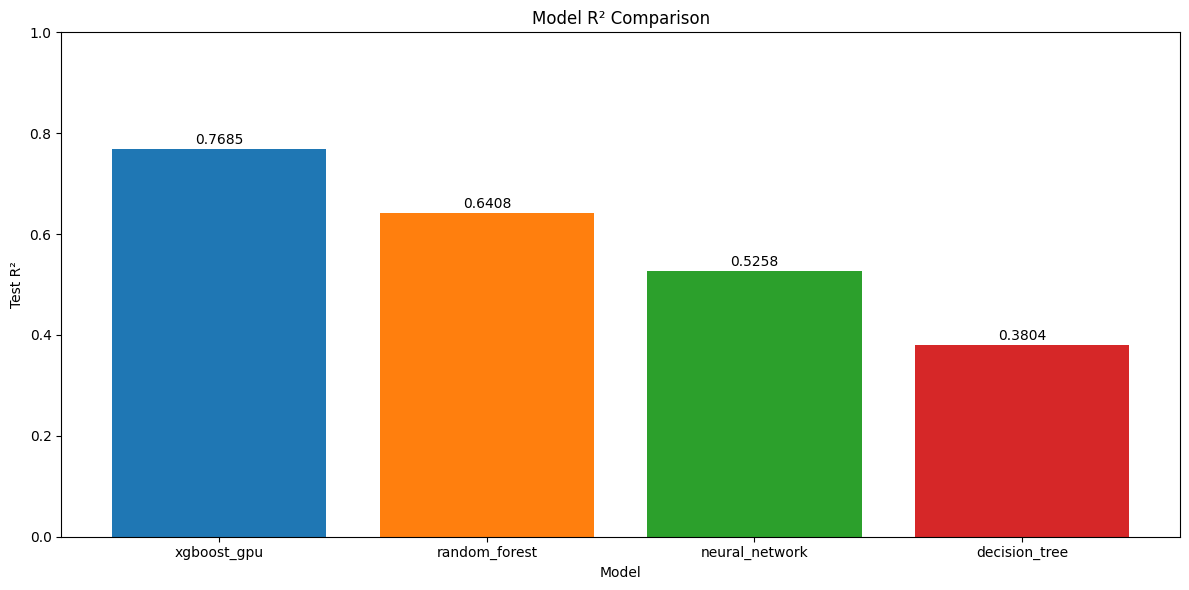 Model R² Comparison
1.0
0.8
0.6
0.4
0.2
0.0
Test R²
0.7685
0.6408
0.5258
0.3804
xgboost_gpu
random_forest
neural_network
decision_tree
Model